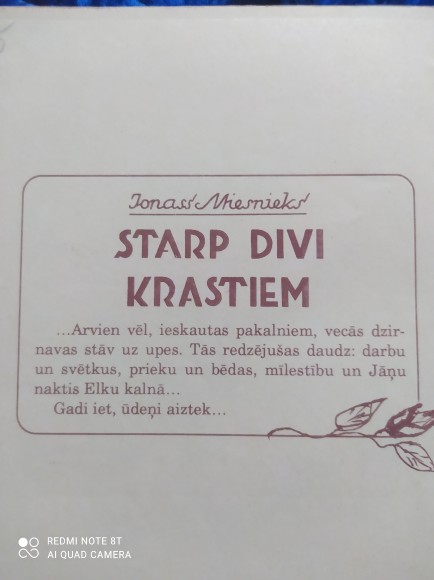 Jonass Miesnieks
STARP DIVI
KRASTIEM
...Arvien vēl, ieskautas pakalniem, vecās dzir-
navas stāv uz upes. Tās redzējušas daudz: darbu
un svētkus, prieku un bēdas, mīlestību un Jāņu
naktis Elku kalnā...
Gadi iet, ūdeņi aiztek...
REDMI NOTE 8T
AI QUAD CAMERA